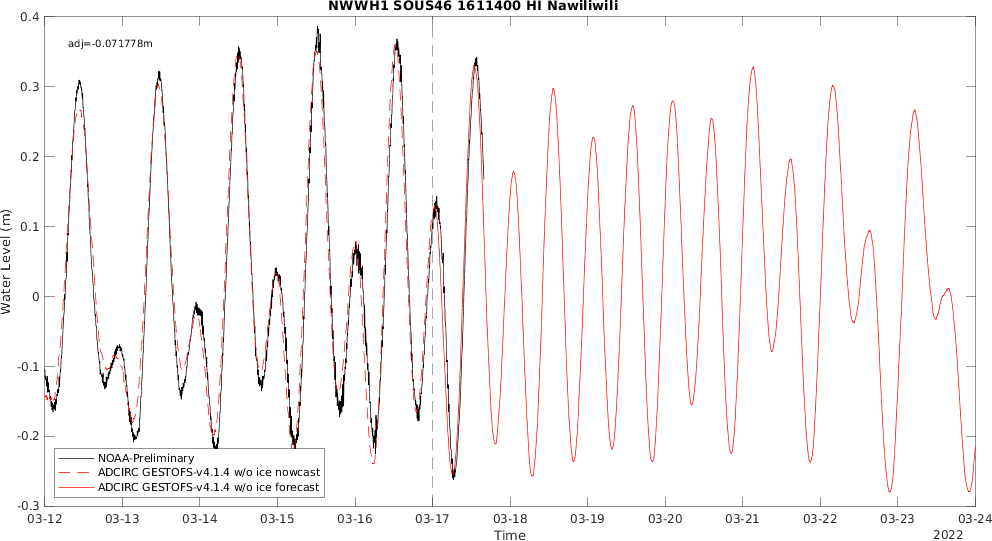 NWWH1 SOUS46 1611400 HI Nawiliwili
adj=-0.071778m
0.4
0.3
0.2
0.1
0
-0.1
-0.2
-0.3
Water Level (m)
NOAA-Preliminary
ADCIRC GESTOFS-v4.1.4 w/o ice nowcast
ADCIRC GESTOFS-v4.1.4 w/o ice forecast
03-12 03-13 03-14 03-15 03-16 03-17 03-18 03-19 03-20 03-21 03-22 03-23 03-24
Time
2022